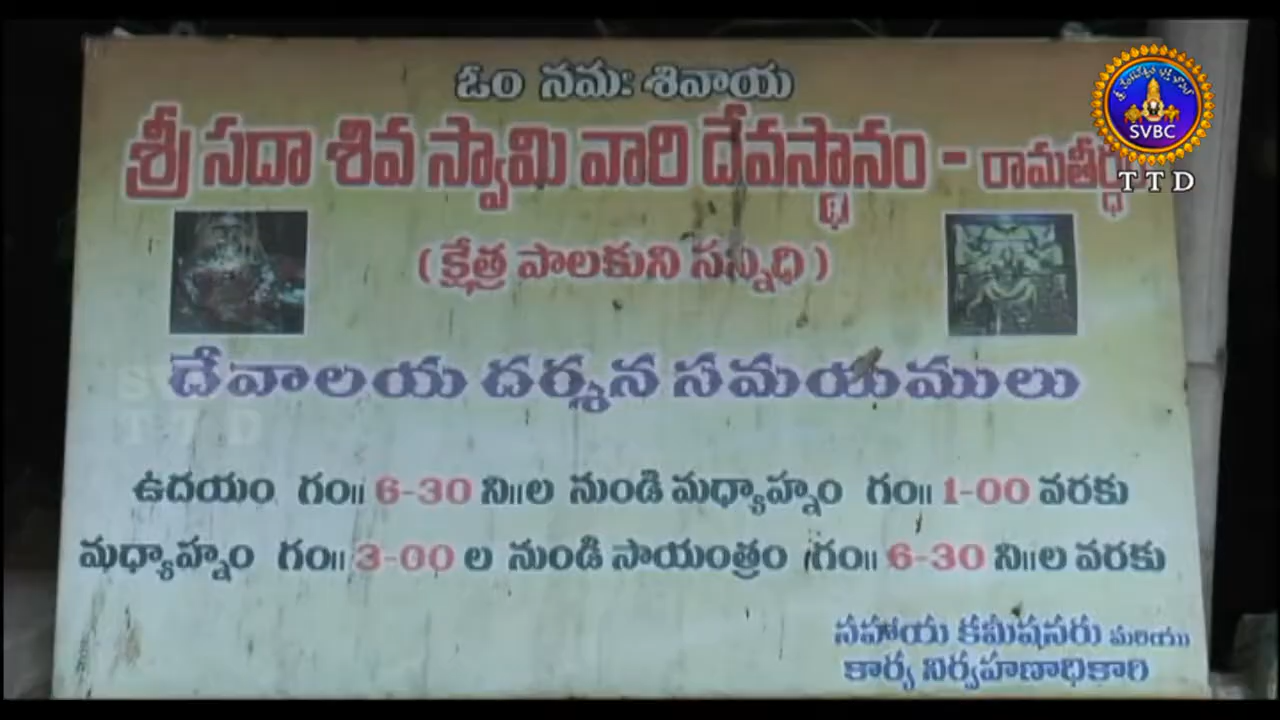 ఓం నమః శివాయ
శ్రీ సదా శివ స్వామి వారి దేవస్థానం - రామతీర్థం
(క్షేత్ర పాలకుని సన్నిధి)
దేవాలయ దర్శన సమయములు
ఉదయం గం॥ 6-30 ని॥ల నుండి మధ్యాహ్నం గం॥ 1-00 వరకు
మధ్యాహ్నం గం॥ 3-00 ల నుండి సాయంత్రం గం॥ 6-30 ని॥ల వరకు
సహాయ కమీషనరు మరియు
కార్య నిర్వహణాధికారి
SVBC
TTD